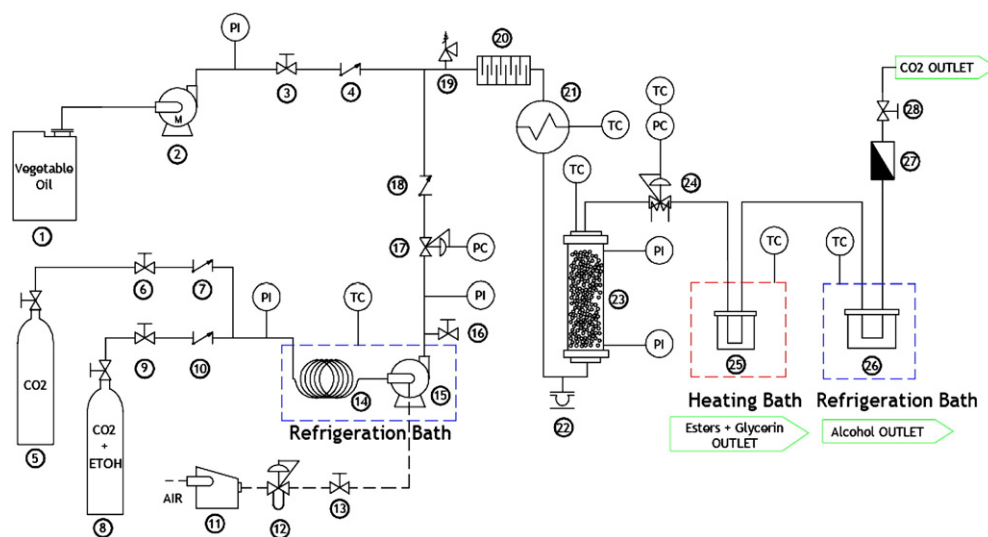 PI
20
CO2 OUTLET
19
21
TC
3
4
M
TC
PC
28
2
27
Vegetable
Oil
18
TC
24
1
17
PC
PI
TC
TC
6
7
PI
TC
PI
23
16
9
10
PI
CO2
14
15
25
26
CO2
+
ETOH
Refrigeration Bath
22
Heating Bath
Refrigeration Bath
5
Esters + Glycerin
OUTLET
Alcohol OUTLET
AIR
8
11
12
13